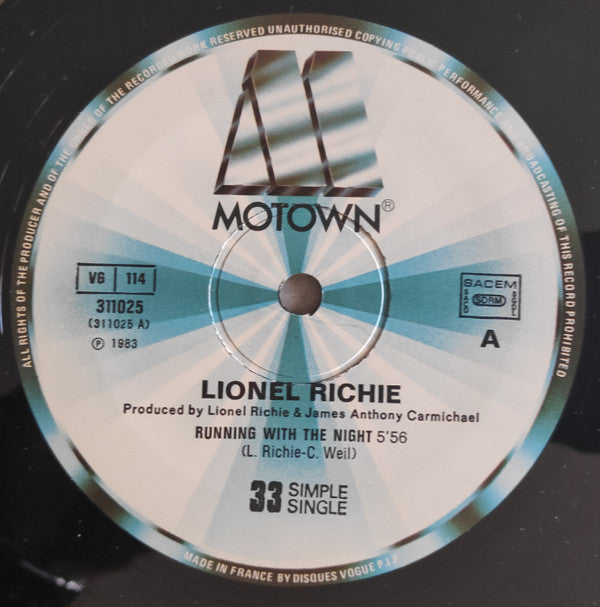 ALL RIGHTS OF THE PRODUCER AND OF THE OWNER OF THE RECORDED WORK RESERVED UNAUTHORISED COPYING PUBLIC PERFORMANCE AND BROADCASTING OF THIS RECORD PROHIBITED
MOTOWN®
VG 114
311025
(311025 A)
℗ 1983
SACEM
SACD SDRM SGDL
A
LIONEL RICHIE
Produced by Lionel Richie & James Anthony Carmichael
RUNNING WITH THE NIGHT 5'56
(L. Richie-C. Weil)
33 SIMPLE
SINGLE
MADE IN FRANCE BY DISQUES VOGUE P.I.P